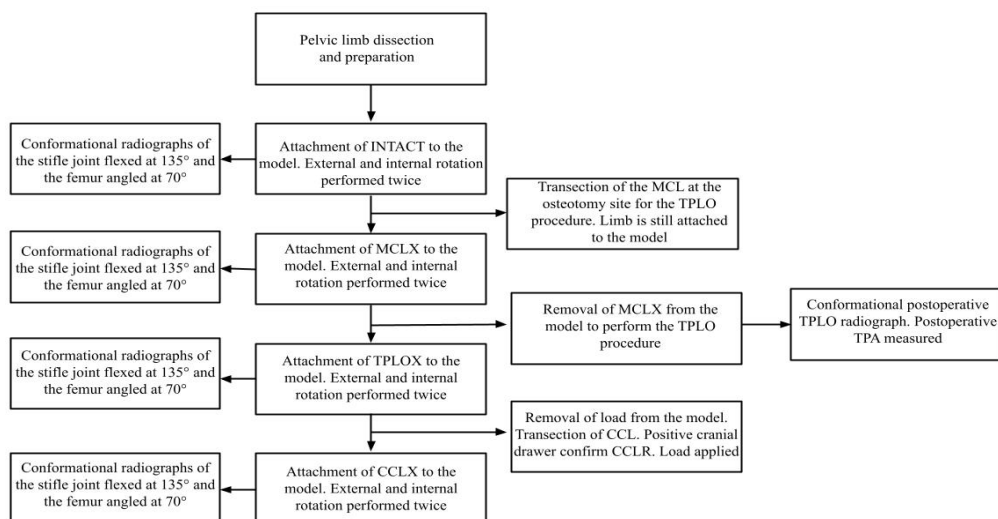 Pelvic limb dissection
and preparation
Conformational radiographs of
the stifle joint flexed at 135° and
the femur angled at 70°
Attachment of INTACT to the
model. External and internal rotation
performed twice
Transection of the MCL at the
osteotomy site for the TPLO
procedure. Limb is still attached
to the model
Conformational radiographs of
the stifle joint flexed at 135° and
the femur angled at 70°
Attachment of MCLX to the
model. External and internal
rotation performed twice
Removal of MCLX from the
model to perform the TPLO
procedure
Conformational postoperative
TPLO radiograph. Postoperative
TPA measured
Conformational radiographs of
the stifle joint flexed at 135° and
the femur angled at 70°
Attachment of TPLOX to the
model. External and internal
rotation performed twice
Removal of load from the model.
Transection of CCL. Positive cranial
drawer confirm CCLR. Load applied
Conformational radiographs of
the stifle joint flexed at 135° and
the femur angled at 70°
Attachment of CCLX to the
model. External and internal
rotation performed twice